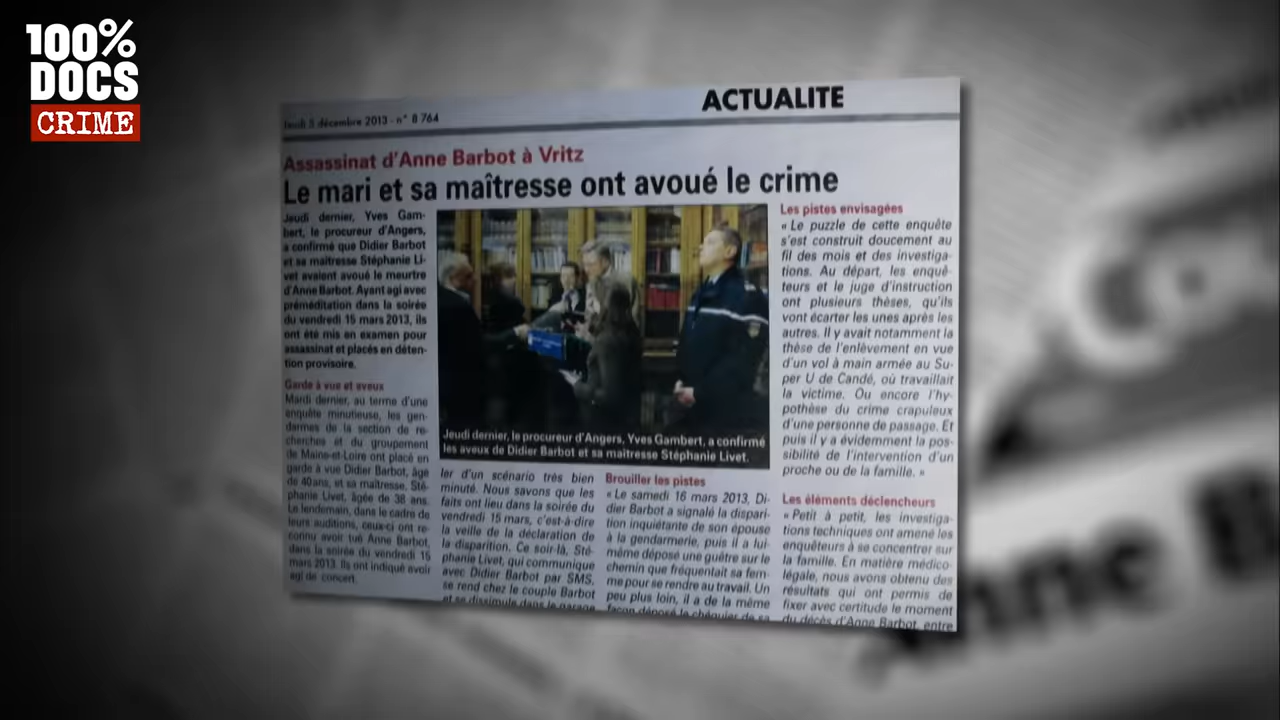 100%
DOCS
CRIME
ACTUALITE
Jeudi 5 décembre 2013 - n° 8 764
Assassinat d'Anne Barbot à Vritz
Le mari et sa maîtresse ont avoué le crime
Jeudi dernier, Yves Gam-
bert, le procureur d'Angers,
a confirmé que Didier Barbot
et sa maîtresse Stéphanie Li-
vet avaient avoué le meurtre
d'Anne Barbot. Ayant agi avec
préméditation dans la soirée
du vendredi 15 mars 2013, ils
ont été mis en examen pour
assassinat et placés en déten-
tion provisoire.
Garde à vue et aveux
Mardi dernier, au terme d'une
enquête minutieuse, les gen-
darmes de la section de re-
cherches et du groupement
de Maine-et-Loire ont placé en
garde à vue Didier Barbot, âgé
de 40 ans, et sa maîtresse, Sté-
phanie Livet, âgée de 38 ans.
Le lendemain, dans le cadre de
leurs auditions, ceux-ci ont re-
connu avoir tué Anne Barbot,
dans la soirée du vendredi 15
mars 2013. Ils ont indiqué avoir
agi de concert.
Jeudi dernier, le procureur d'Angers, Yves Gambert, a confirmé
les aveux de Didier Barbot et sa maitresse Stéphanie Livet.
ler d'un scénario très bien
minuté. Nous savons que les
faits ont lieu dans la soirée du
vendredi 15 mars, c'est-à-dire
la veille de la déclaration de
la disparition. Ce soir-là, Sté-
phanie Livet, qui communique
avec Didier Barbot par SMS,
se rend chez le couple Barbot
et se dissimule dans le garage
Brouiller les pistes
« Le samedi 16 mars 2013, Di-
dier Barbot a signalé la dispari-
tion inquiétante de son épouse
à la gendarmerie, puis il a lui-
même déposé une guêtre sur le
chemin que fréquentait sa fem-
me pour se rendre au travail. Un
peu plus loin, il a de la même
façon déposé le chéquier de sa
Les pistes envisagées
« Le puzzle de cette enquête
s'est construit doucement au
fil des mois et des investiga-
tions. Au départ, les enquê-
teurs et le juge d'instruction
ont plusieurs thèses, qu'ils
vont écarter les unes après les
autres. Il y avait notamment la
thèse de l'enlèvement en vue
d'un vol à main armée au Su-
per U de Candé, où travaillait
la victime. Ou encore l'hy-
pothèse du crime crapuleux
d'une personne de passage. Et
puis il y a évidemment la pos-
sibilité de l'intervention d'un
proche ou de la famille. »
Les éléments déclencheurs
« Petit à petit, les investiga-
tions techniques ont amené les
enquêteurs à se concentrer sur
la famille. En matière médico-
légale, nous avons obtenu des
résultats qui ont permis de
fixer avec certitude le moment
du décès d'Anne Barbot, entre